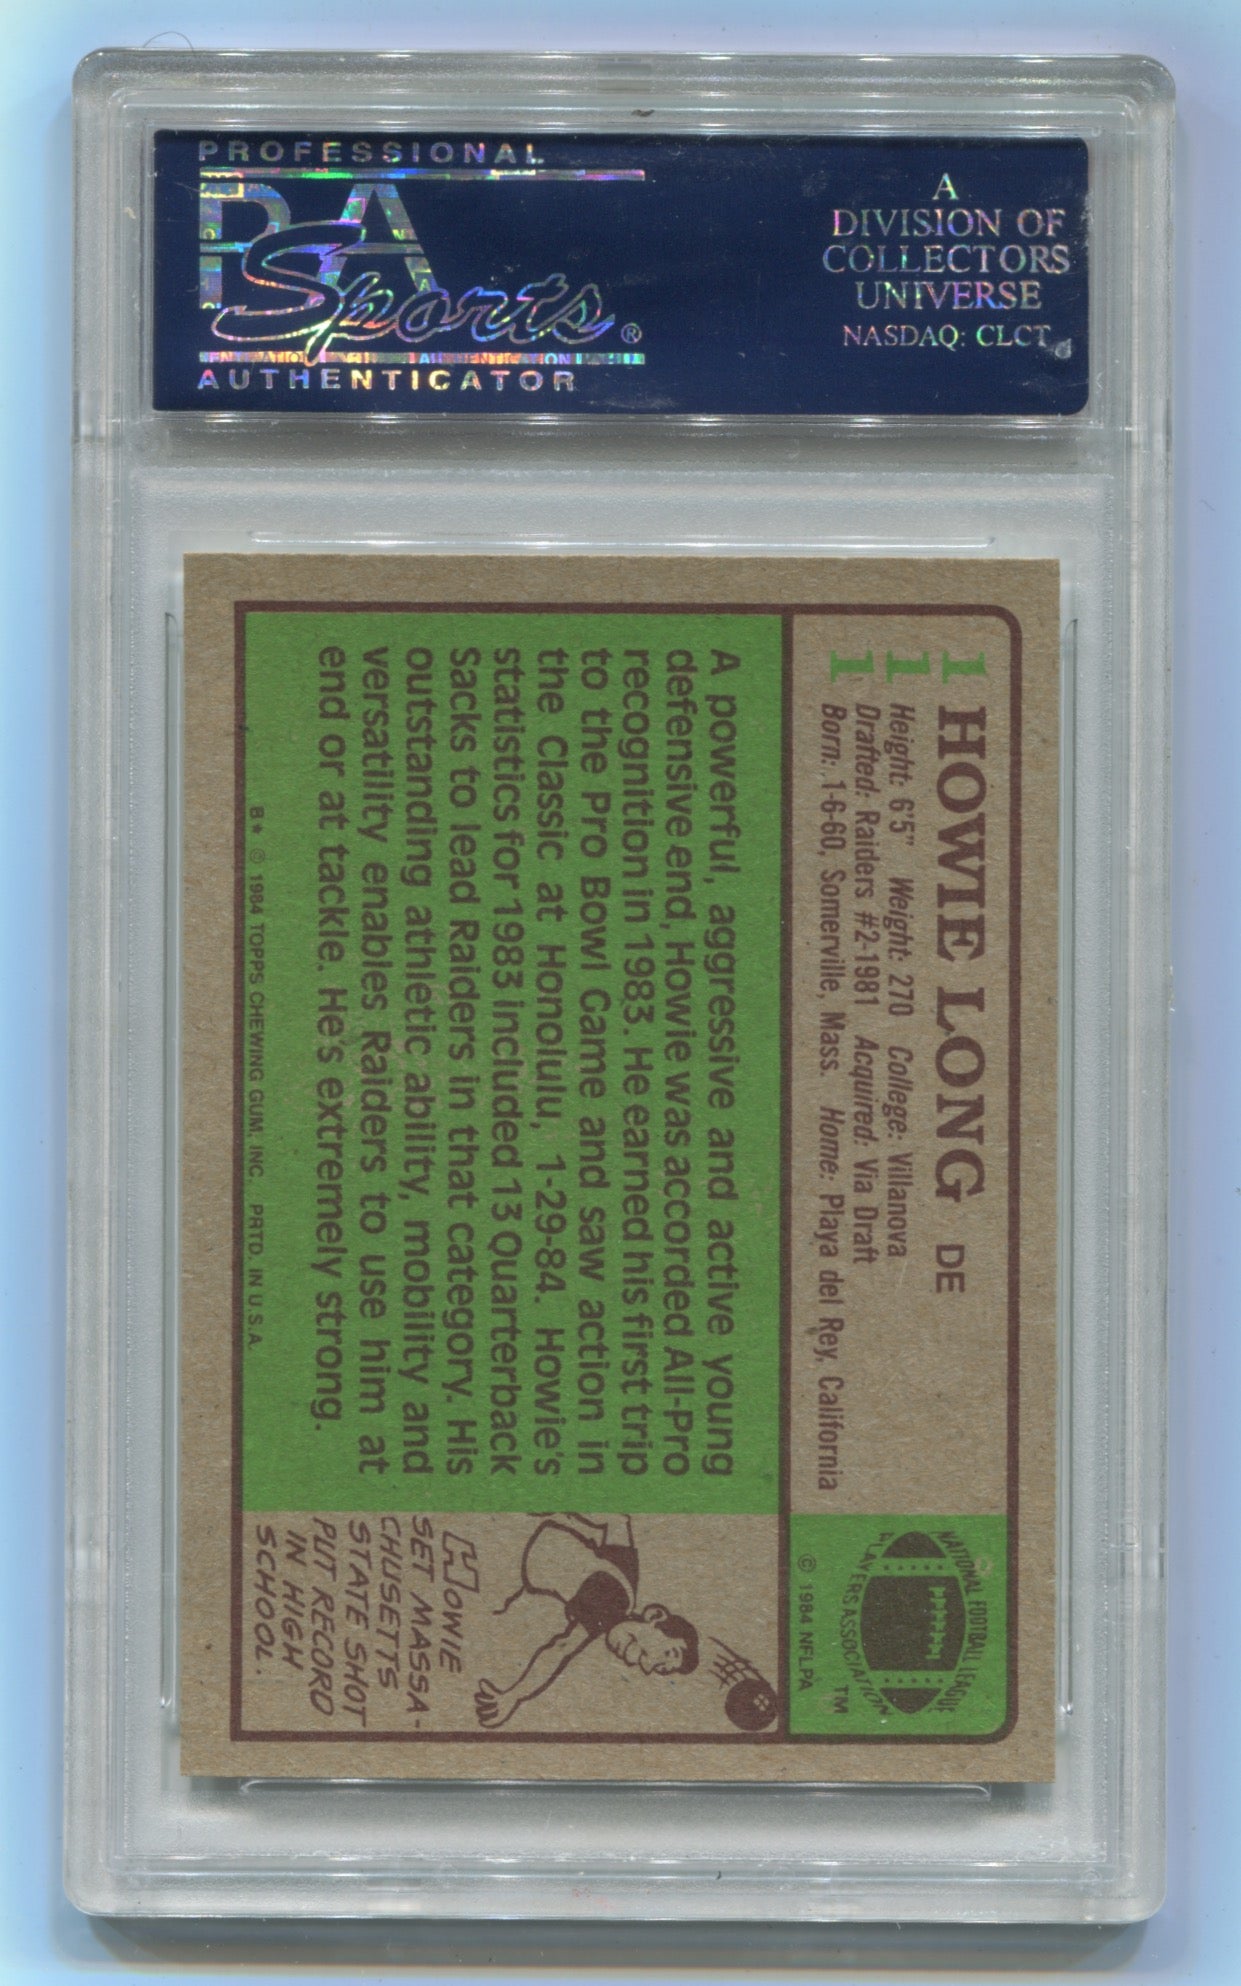 PROFESSIONAL
PSA
Sports®
AUTHENTICATOR
A
DIVISION OF
COLLECTORS
UNIVERSE
NASDAQ: CLCT
111
HOWIE LONG DE
Height: 6'5" Weight: 270 College: Villanova
Drafted: Raiders #2-1981 Acquired: Via Draft
Born: 1-6-60, Somerville, Mass. Home: Playa del Rey, California
NATIONAL FOOTBALL LEAGUE
PLAYERS ASSOCIATION
TM
© 1984 NFLPA
A powerful, aggressive and active young
defensive end, Howie was accorded All-Pro
recognition in 1983. He earned his first trip
to the Pro Bowl Game and saw action in
the Classic at Honolulu, 1-29-84. Howie's
statistics for 1983 included 13 Quarterback
Sacks to lead Raiders in that category. His
outstanding athletic ability, mobility and
versatility enables Raiders to use him at
end or at tackle. He's extremely strong.
HOWIE
SET MASSA-
CHUSETTS
STATE SHOT
PUT RECORD
IN HIGH
SCHOOL.
B* © 1984 TOPPS CHEWING GUM, INC. PRTD. IN U.S.A.